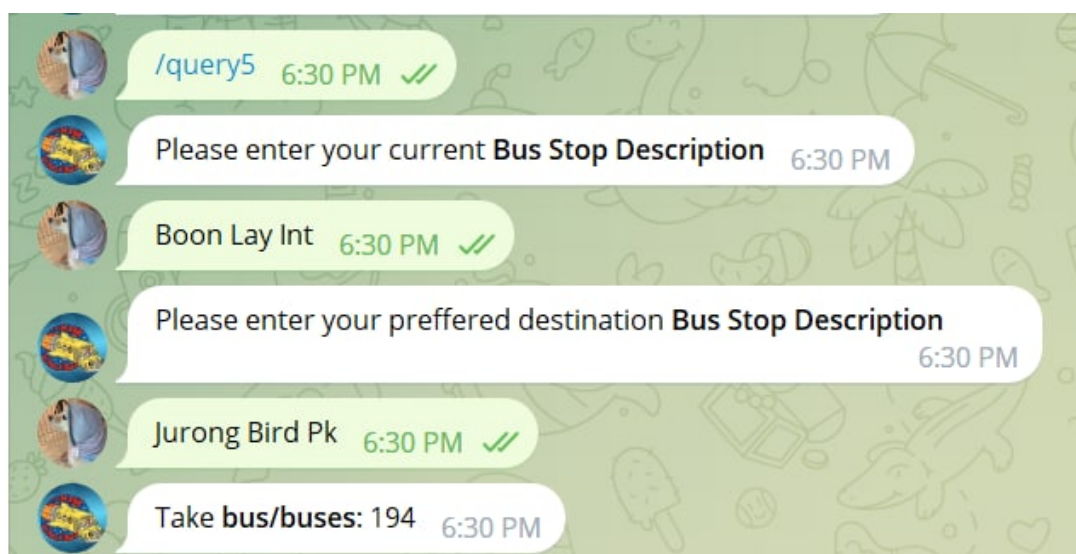 /query5 6:30 PM
Please enter your current Bus Stop Description 6:30 PM
Boon Lay Int 6:30 PM
Please enter your preffered destination Bus Stop Description
6:30 PM
Jurong Bird Pk 6:30 PM
Take bus/buses: 194 6:30 PM